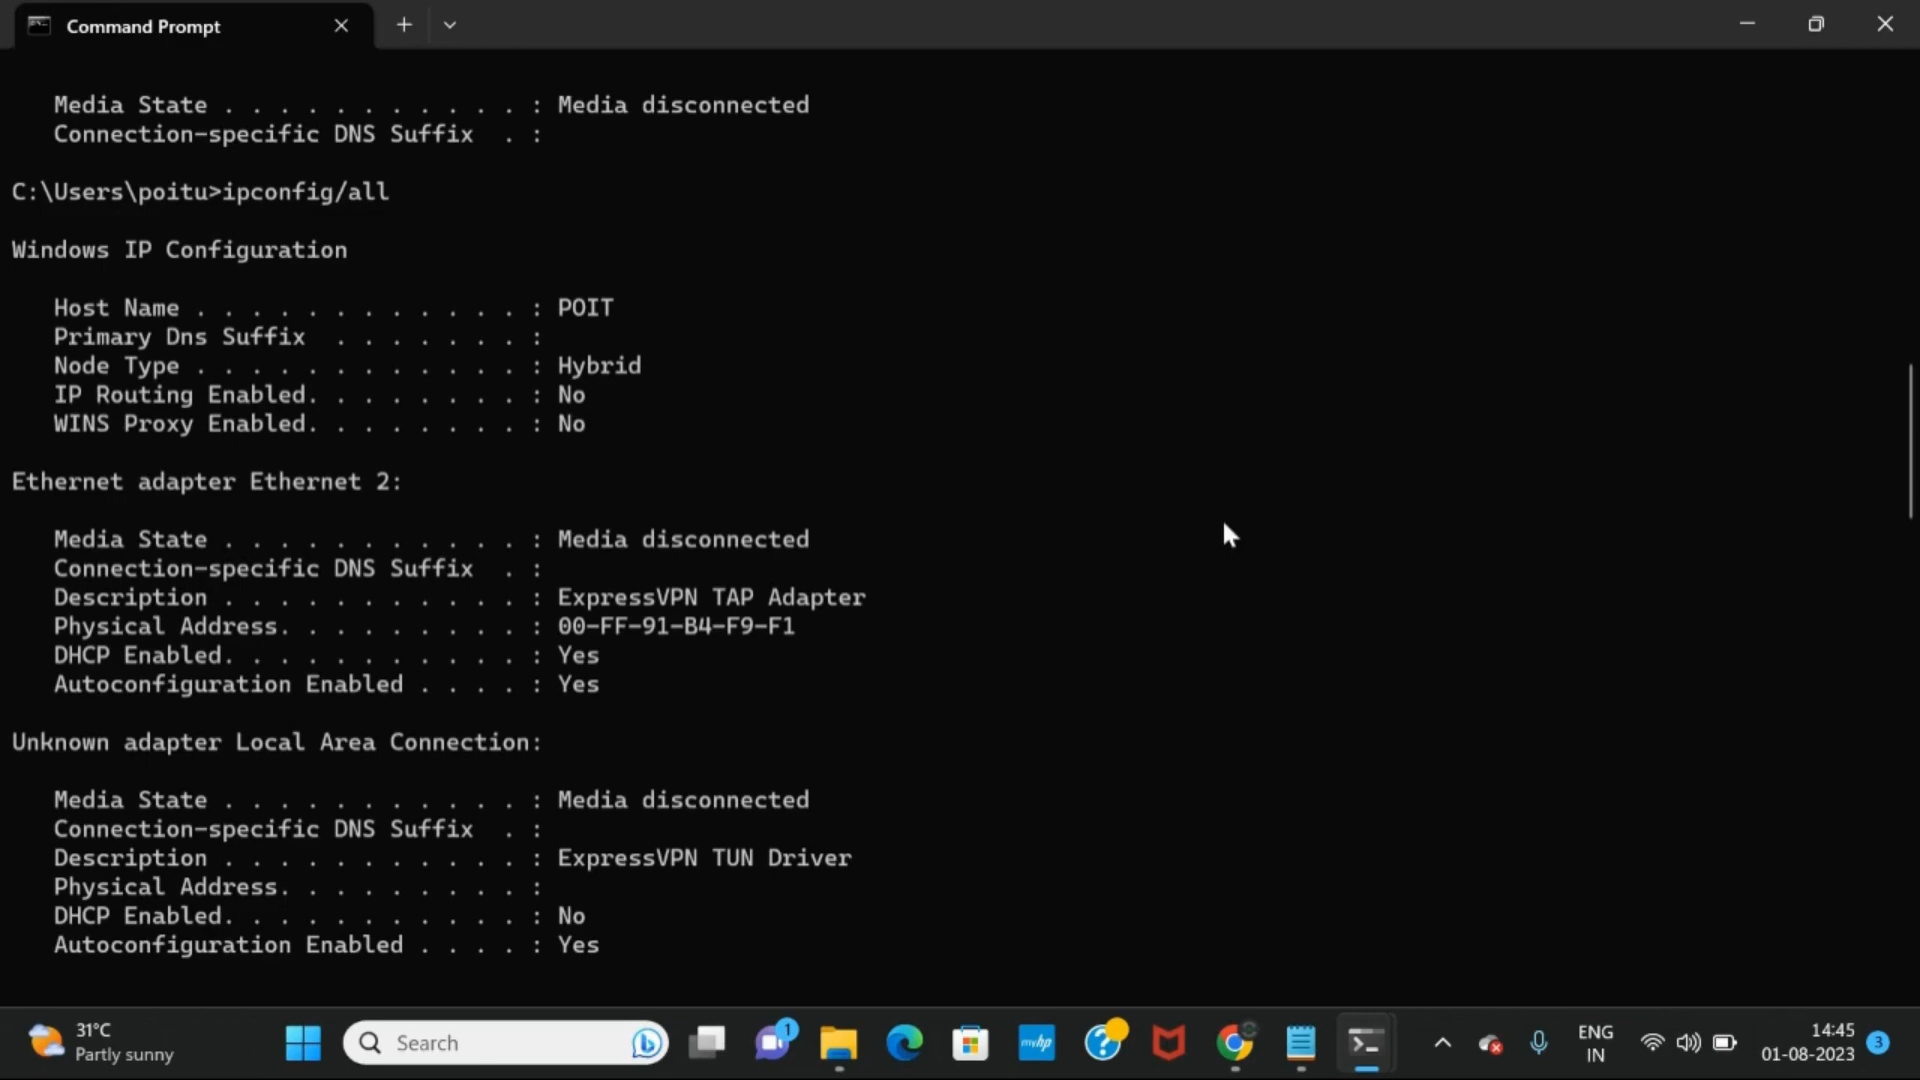 Command Prompt
Media State . . . . . . . . . . . : Media disconnected
Connection-specific DNS Suffix  . :
C:\Users\poitu>ipconfig/all
Windows IP Configuration
Host Name . . . . . . . . . . . . : POIT
Primary Dns Suffix  . . . . . . . :
Node Type . . . . . . . . . . . . : Hybrid
IP Routing Enabled. . . . . . . . : No
WINS Proxy Enabled. . . . . . . . : No
Ethernet adapter Ethernet 2:
Media State . . . . . . . . . . . : Media disconnected
Connection-specific DNS Suffix  . :
Description . . . . . . . . . . . : ExpressVPN TAP Adapter
Physical Address. . . . . . . . . : 00-FF-91-B4-F9-F1
DHCP Enabled. . . . . . . . . . . : Yes
Autoconfiguration Enabled . . . . : Yes
Unknown adapter Local Area Connection:
Media State . . . . . . . . . . . : Media disconnected
Connection-specific DNS Suffix  . :
Description . . . . . . . . . . . : ExpressVPN TUN Driver
Physical Address. . . . . . . . . :
DHCP Enabled. . . . . . . . . . . : No
Autoconfiguration Enabled . . . . : Yes
31°C
Partly sunny
Search
1
myhp
ENG
IN
14:45
01-08-2023
3